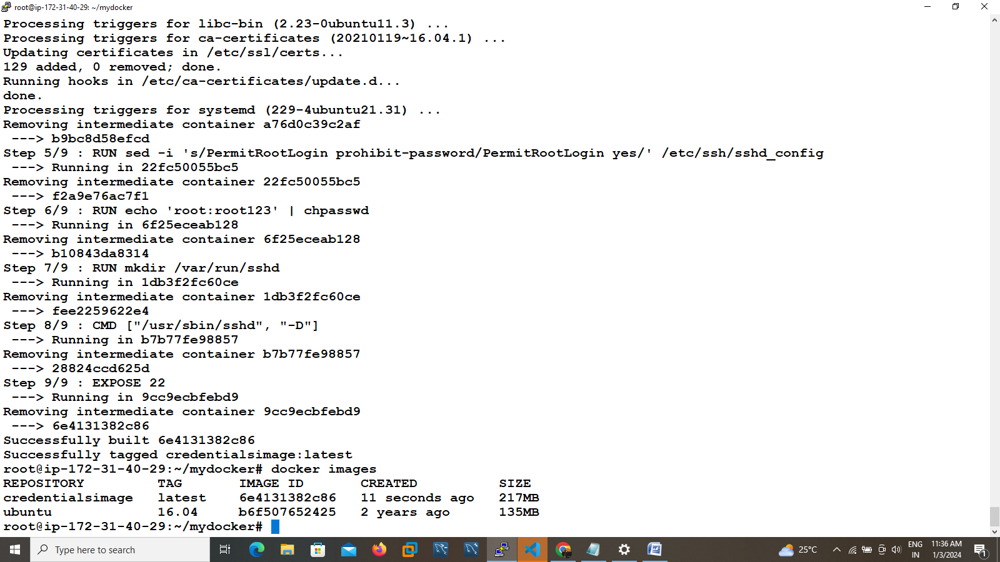 root@ip-172-31-40-29: ~/mydocker
Processing triggers for libc-bin (2.23-0ubuntu11.3) ...
Processing triggers for ca-certificates (20210119~16.04.1) ...
Updating certificates in /etc/ssl/certs...
129 added, 0 removed; done.
Running hooks in /etc/ca-certificates/update.d...
done.
Processing triggers for systemd (229-4ubuntu21.31) ...
Removing intermediate container a76d0c39c2af
 ---> b9bc8d58efcd
Step 5/9 : RUN sed -i 's/PermitRootLogin prohibit-password/PermitRootLogin yes/' /etc/ssh/sshd_config
 ---> Running in 22fc50055bc5
Removing intermediate container 22fc50055bc5
 ---> f2a9e76ac7f1
Step 6/9 : RUN echo 'root:root123' | chpasswd
 ---> Running in 6f25eceab128
Removing intermediate container 6f25eceab128
 ---> b10843da8314
Step 7/9 : RUN mkdir /var/run/sshd
 ---> Running in 1db3f2fc60ce
Removing intermediate container 1db3f2fc60ce
 ---> fee2259622e4
Step 8/9 : CMD ["/usr/sbin/sshd", "-D"]
 ---> Running in b7b77fe98857
Removing intermediate container b7b77fe98857
 ---> 28824ccd625d
Step 9/9 : EXPOSE 22
 ---> Running in 9cc9ecbfebd9
Removing intermediate container 9cc9ecbfebd9
 ---> 6e4131382c86
Successfully built 6e4131382c86
Successfully tagged credentialsimage:latest
root@ip-172-31-40-29:~/mydocker# docker images
REPOSITORY TAG IMAGE ID CREATED SIZE
credentialsimage latest 6e4131382c86 11 seconds ago 217MB
ubuntu 16.04 b6f507652425 2 years ago 135MB
root@ip-172-31-40-29:~/mydocker#
Type here to search
25°C
ENG
IN
11:36 AM
1/3/2024
1